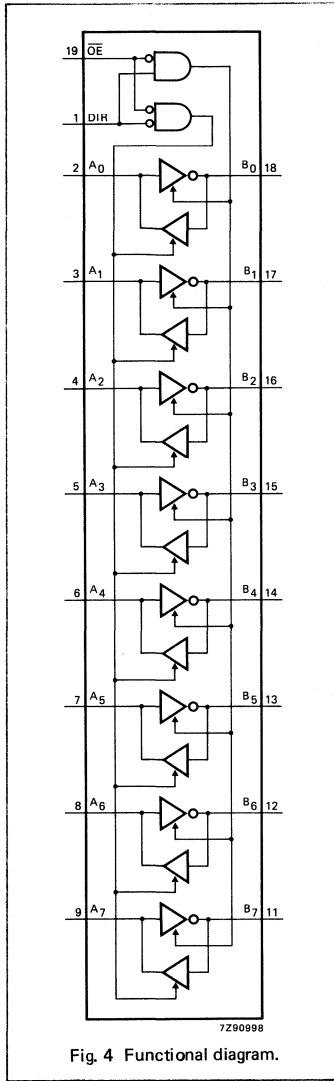 19 OE
1 DIR
2 A0 B0 18
3 A1 B1 17
4 A2 B2 16
5 A3 B3 15
6 A4 B4 14
7 A5 B5 13
8 A6 B6 12
9 A7 B7 11
7Z90998
Fig. 4 Functional diagram.